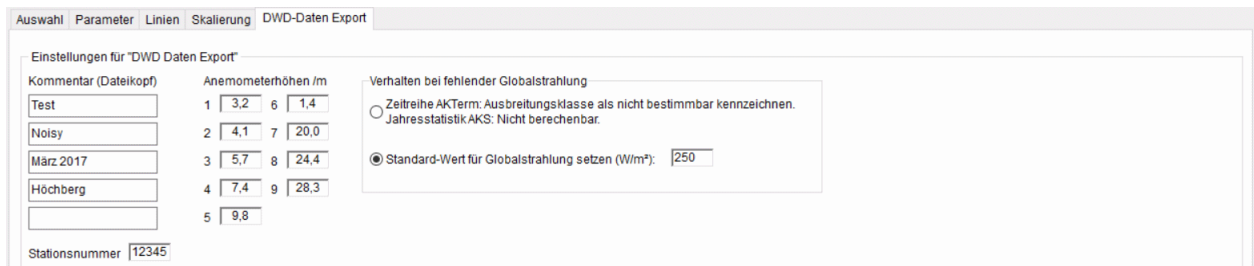 Auswahl Parameter Linien Skalierung DWD-Daten Export
Einstellungen für "DWD Daten Export"
Kommentar (Dateikopf)
Test
Noisy
März 2017
Höchberg
Stationsnummer 12345
Anemometerhöhen /m
1 3,2 6 1,4
2 4,1 7 20,0
3 5,7 8 24,4
4 7,4 9 28,3
5 9,8
Verhalten bei fehlender Globalstrahlung
Zeitreihe AKTerm: Ausbreitungsklasse als nicht bestimmbar kennzeichnen.
Jahresstatistik AKS: Nicht berechenbar.
Standard-Wert für Globalstrahlung setzen (W/m²): 250